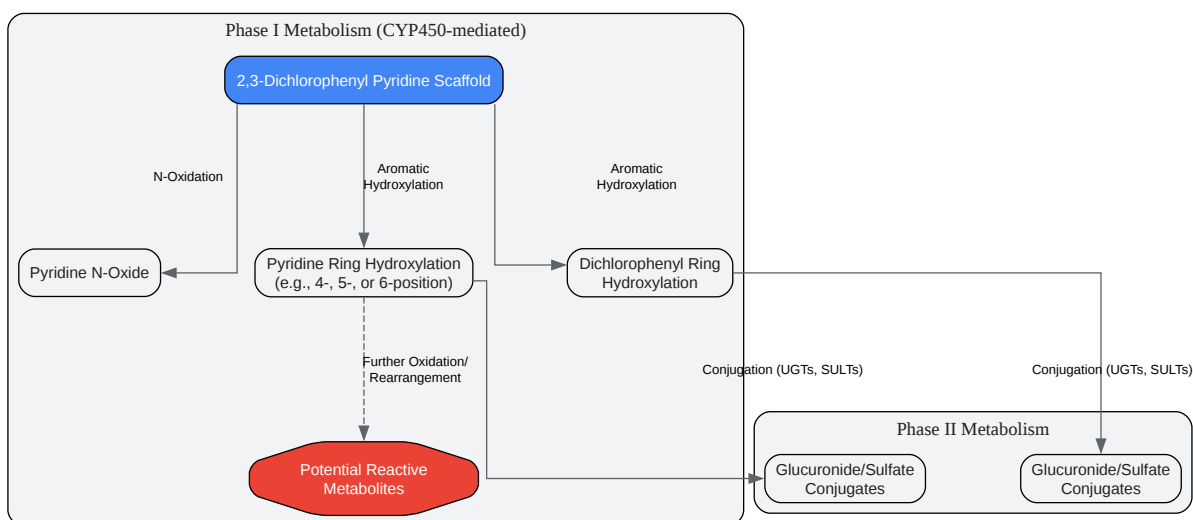 Phase I Metabolism (CYP450-mediated)
2,3-Dichlorophenyl Pyridine Scaffold
N-Oxidation
Aromatic
Hydroxylation
Aromatic
Hydroxylation
Pyridine N-Oxide
Pyridine Ring Hydroxylation
(e.g., 4-, 5-, or 6-position)
Dichlorophenyl Ring
Hydroxylation
Further Oxidation/
Rearrangement
Conjugation (UGTs, SULTs)
Conjugation (UGTs, SULTs)
Potential Reactive
Metabolites
Phase II Metabolism
Glucuronide/Sulfate
Conjugates
Glucuronide/Sulfate
Conjugates